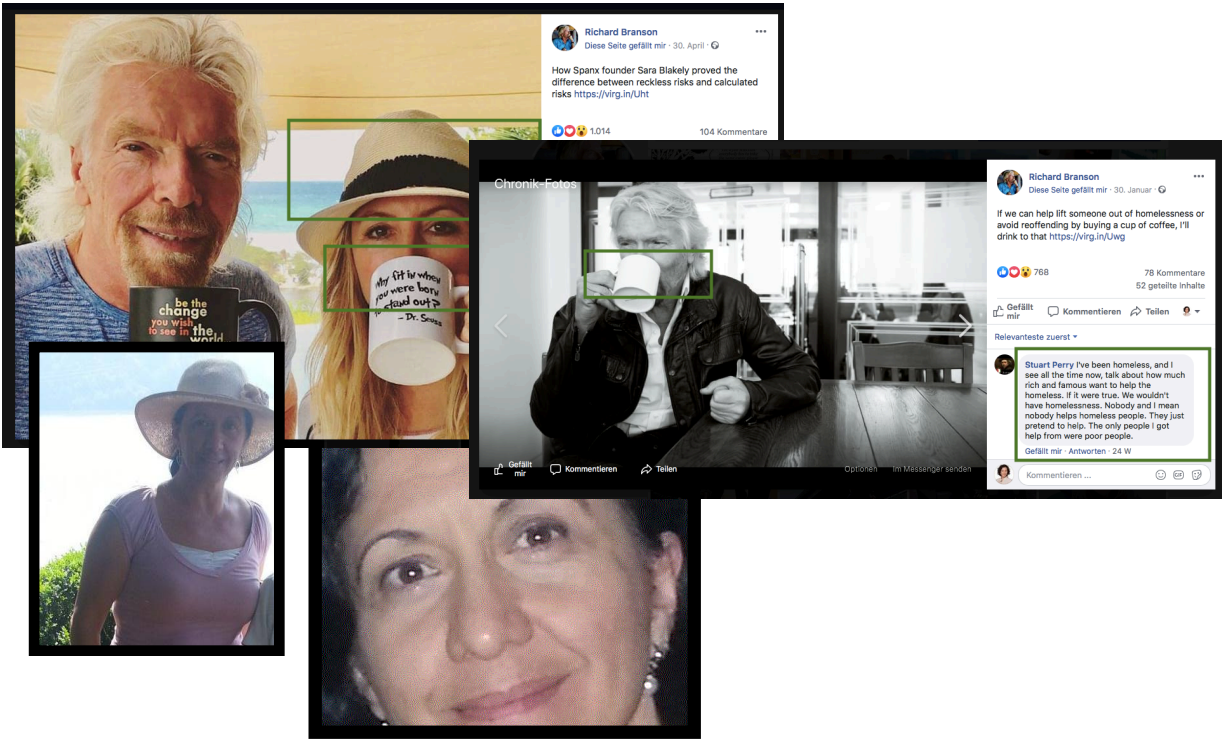 Richard Branson
Diese Seite gefällt mir · 30. April ·
How Spanx founder Sara Blakely proved the
difference between reckless risks and calculated
risks https://virg.in/Uht
1.014
104 Kommentare
be the
change
you wish
to see in the
world
Why fit in when
you were born
to stand out?
- Dr. Seuss
Chronik-Fotos
Gefällt
mir
Kommentieren
Teilen
Optionen
Im Messenger senden
Richard Branson
Diese Seite gefällt mir · 30. Januar ·
If we can help lift someone out of homelessness or
avoid reoffending by buying a cup of coffee, I'll
drink to that https://virg.in/Uwg
768
78 Kommentare
52 geteilte Inhalte
Gefällt
mir
Kommentieren
Teilen
Relevanteste zuerst
Stuart Perry I've been homeless, and I
see all the time now, talk about how much
rich and famous want to help the
homeless. If it were true. We wouldn't
have homelessness. Nobody and I mean
nobody helps homeless people. They just
pretend to help. The only people I got
help from were poor people.
Gefällt mir · Antworten · 24 W
Kommentieren ...
GIF